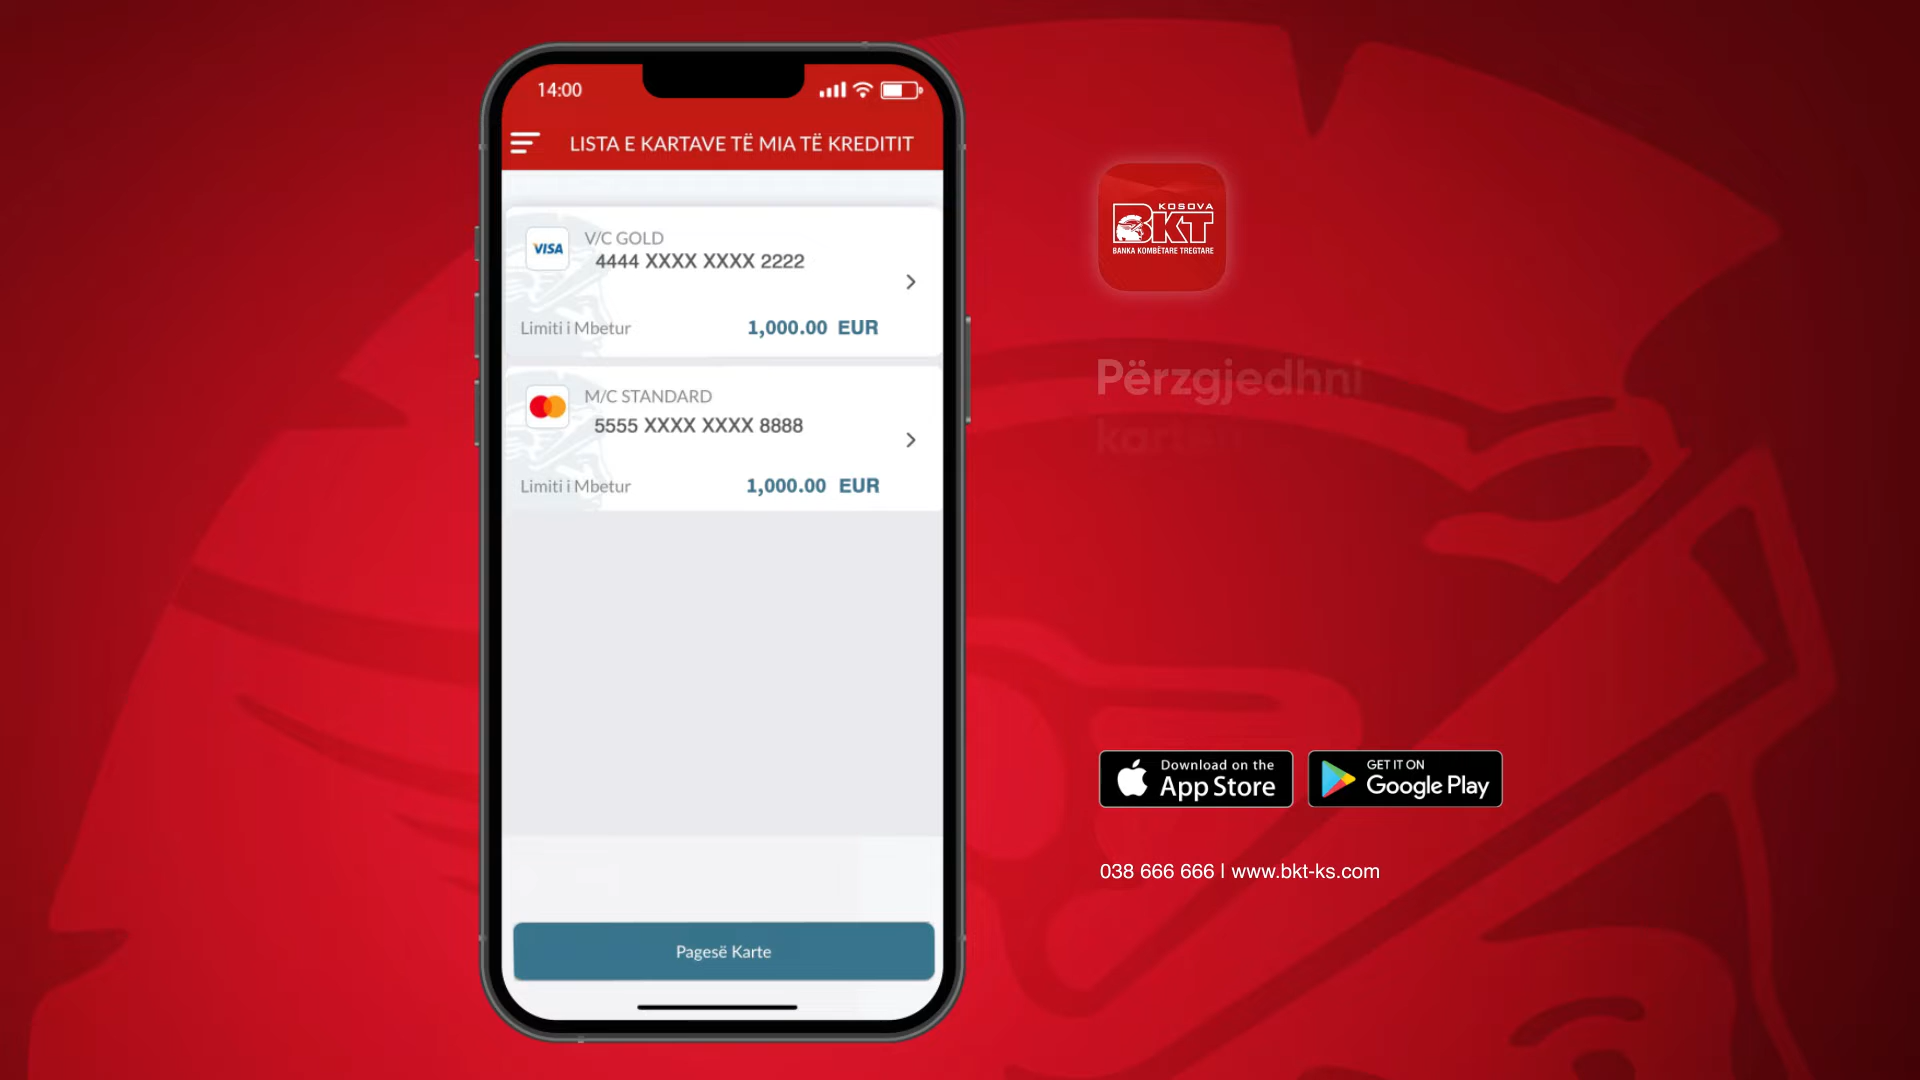 14:00
LISTA E KARTAVE TË MIA TË KREDITIT
VISA
V/C GOLD
4444 XXXX XXXX 2222
Limiti i Mbetur
1,000.00 EUR
M/C STANDARD
5555 XXXX XXXX 8888
Limiti i Mbetur
1,000.00 EUR
Pagesë Karte
KOSOVA
BKT
BANKA KOMBËTARE TREGTARE
Përzgjedhni
kartën
Download on the
App Store
GET IT ON
Google Play
038 666 666 | www.bkt-ks.com